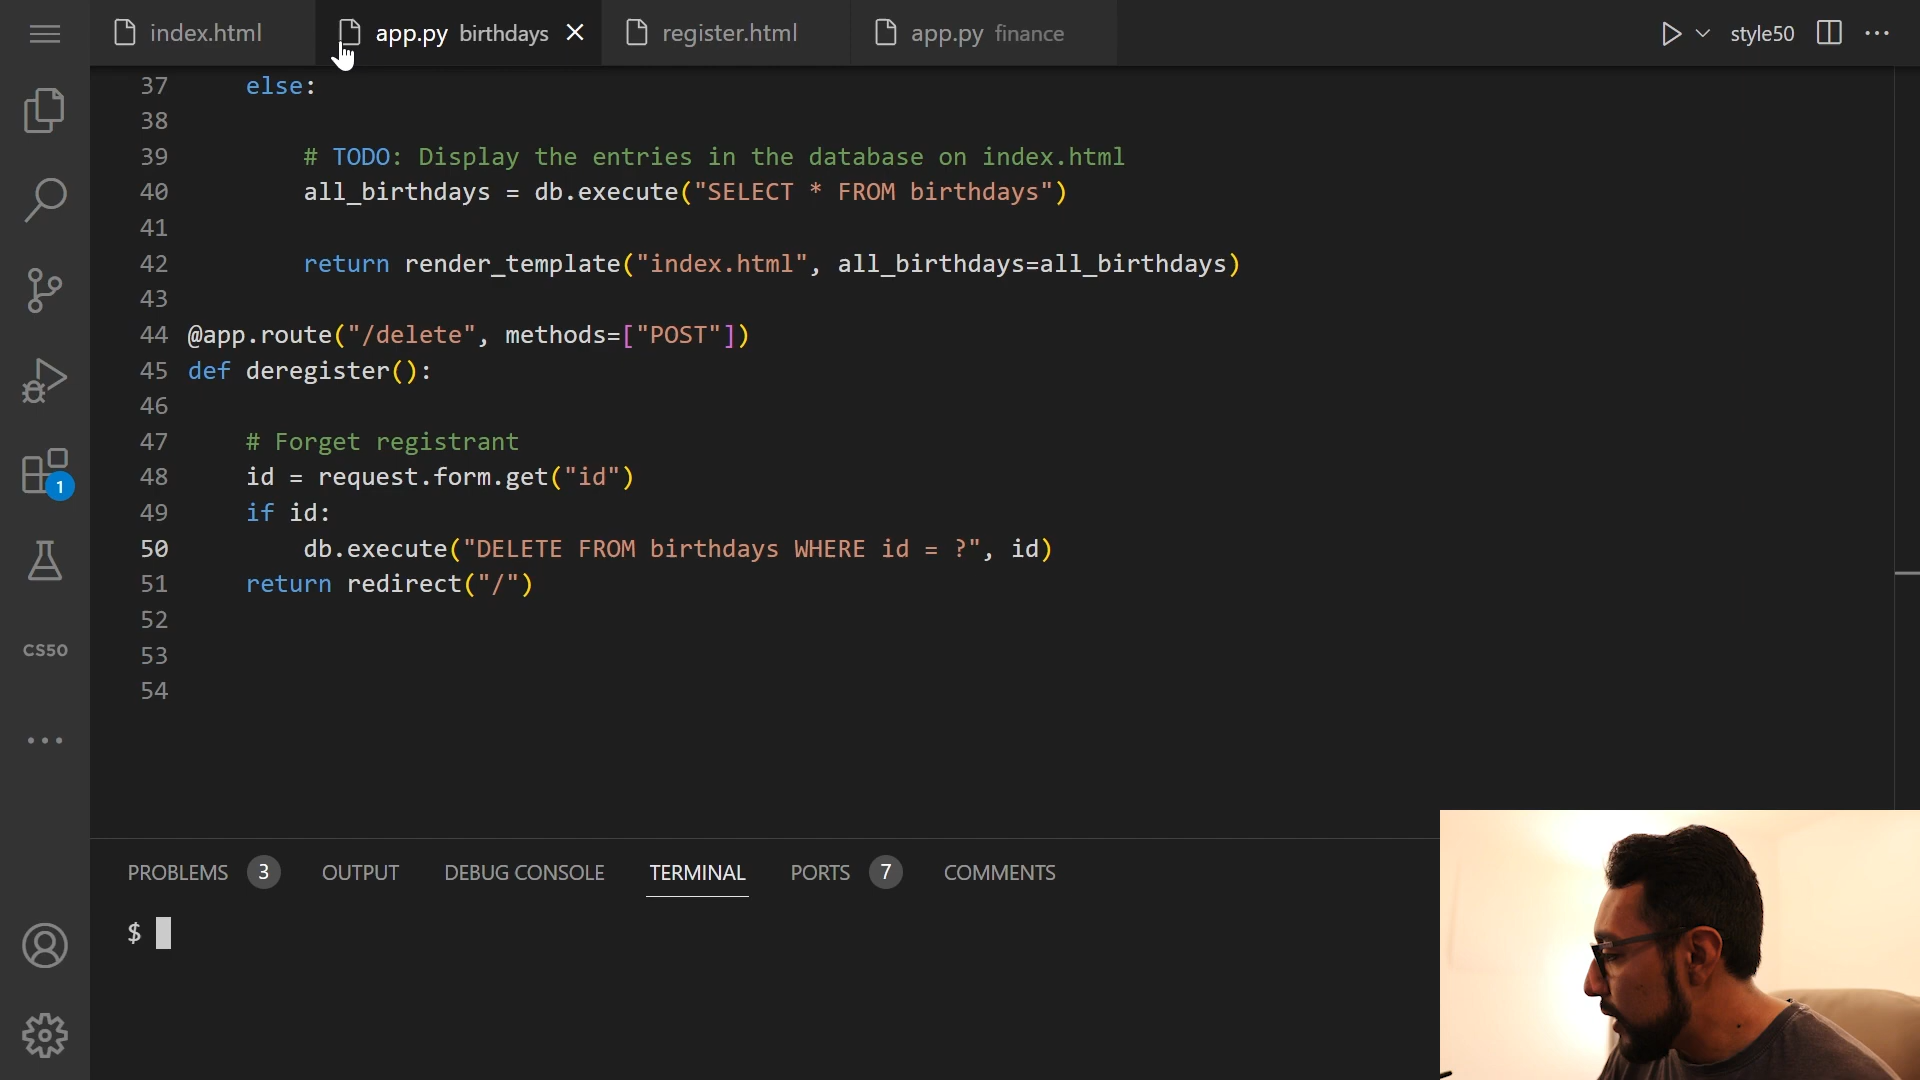 index.html
app.py birthdays
register.html
app.py finance
style50
37 else:
38
39 # TODO: Display the entries in the database on index.html
40 all_birthdays = db.execute("SELECT * FROM birthdays")
41
42 return render_template("index.html", all_birthdays=all_birthdays)
43
44 @app.route("/delete", methods=["POST"])
45 def deregister():
46
47 # Forget registrant
48 id = request.form.get("id")
49 if id:
50 db.execute("DELETE FROM birthdays WHERE id = ?", id)
51 return redirect("/")
52
53
54
1
CS50
PROBLEMS 3 OUTPUT DEBUG CONSOLE TERMINAL PORTS 7 COMMENTS
$